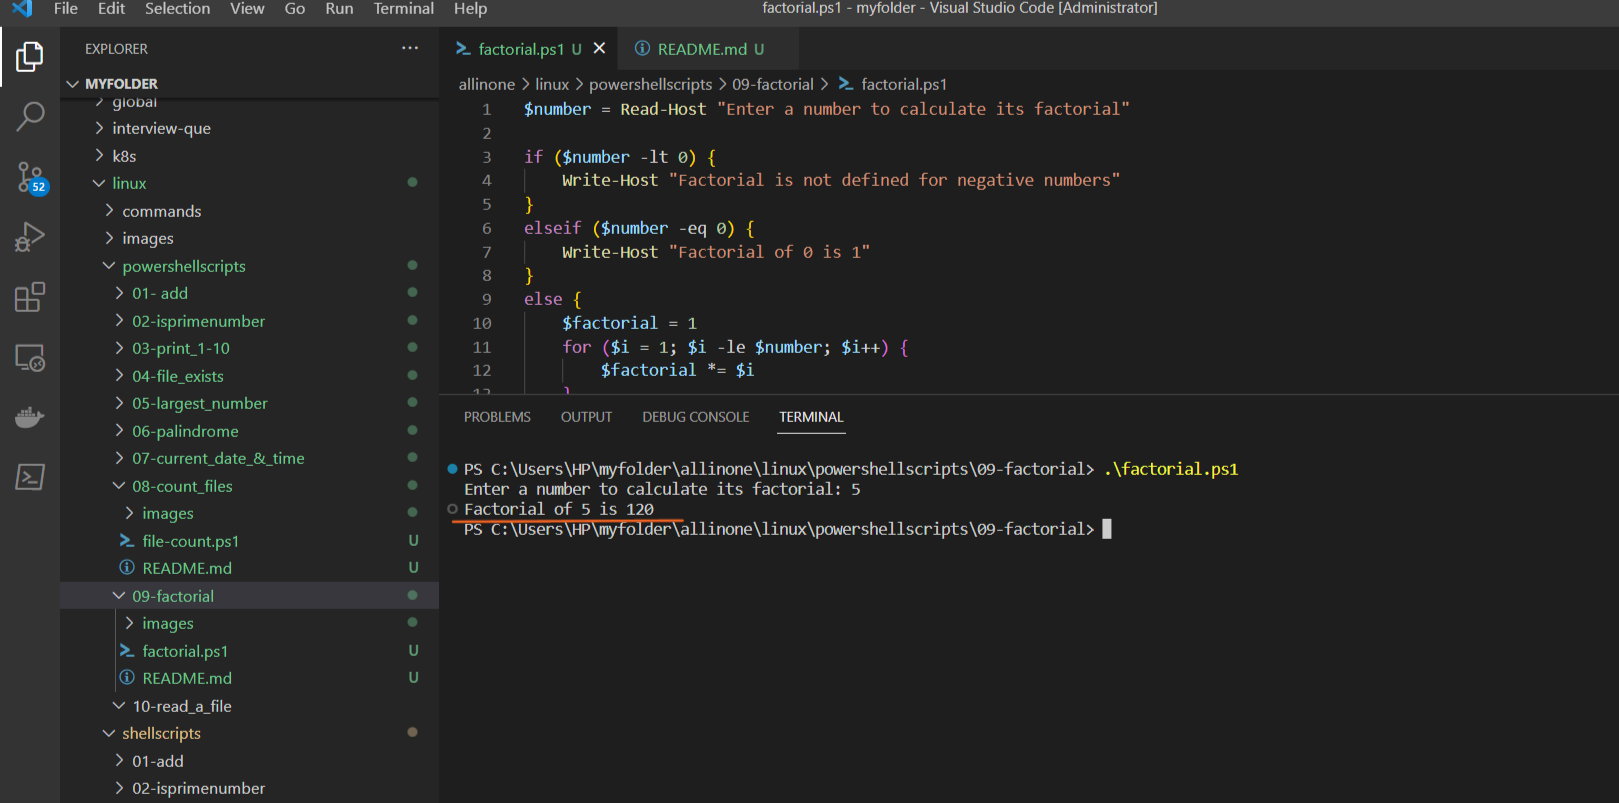 File Edit Selection View Go Run Terminal Help
factorial.ps1 - myfolder - Visual Studio Code [Administrator]
EXPLORER
···
MYFOLDER
global
interview-que
k8s
52
linux
commands
images
powershellscripts
01- add
02-isprimenumber
03-print_1-10
04-file_exists
05-largest_number
06-palindrome
07-current_date_&_time
08-count_files
images
file-count.ps1 U
README.md U
09-factorial
images
factorial.ps1 U
README.md U
10-read_a_file
shellscripts
01-add
02-isprimenumber
factorial.ps1 U
README.md U
allinone > linux > powershellscripts > 09-factorial > factorial.ps1
1 $number = Read-Host "Enter a number to calculate its factorial"
2
3 if ($number -lt 0) {
4 Write-Host "Factorial is not defined for negative numbers"
5 }
6 elseif ($number -eq 0) {
7 Write-Host "Factorial of 0 is 1"
8 }
9 else {
10 $factorial = 1
11 for ($i = 1; $i -le $number; $i++) {
12 $factorial *= $i
13 }
PROBLEMS OUTPUT DEBUG CONSOLE TERMINAL
PS C:\Users\HP\myfolder\allinone\linux\powershellscripts\09-factorial> .\factorial.ps1
Enter a number to calculate its factorial: 5
Factorial of 5 is 120
PS C:\Users\HP\myfolder\allinone\linux\powershellscripts\09-factorial>